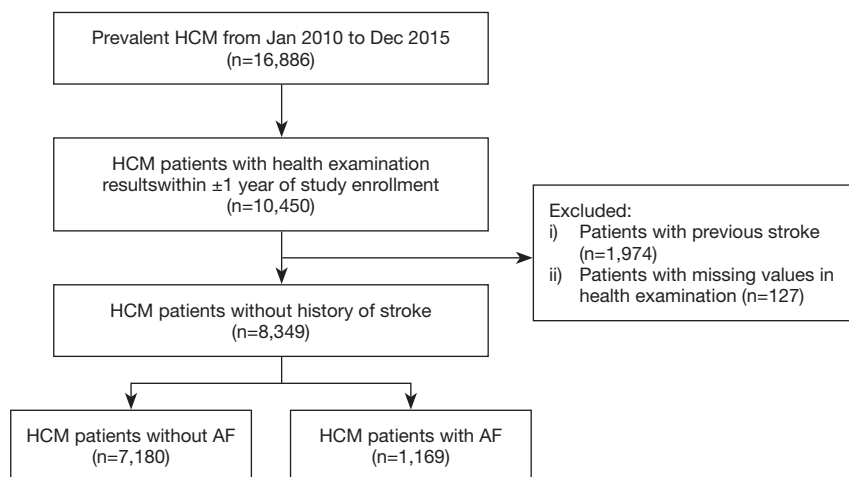 Prevalent HCM from Jan 2010 to Dec 2015
(n=16,886)
HCM patients with health examination
resultswithin ±1 year of study enrollment
(n=10,450)
Excluded:
i) Patients with previous stroke
(n=1,974)
ii) Patients with missing values in
health examination (n=127)
HCM patients without history of stroke
(n=8,349)
HCM patients without AF
(n=7,180)
HCM patients with AF
(n=1,169)